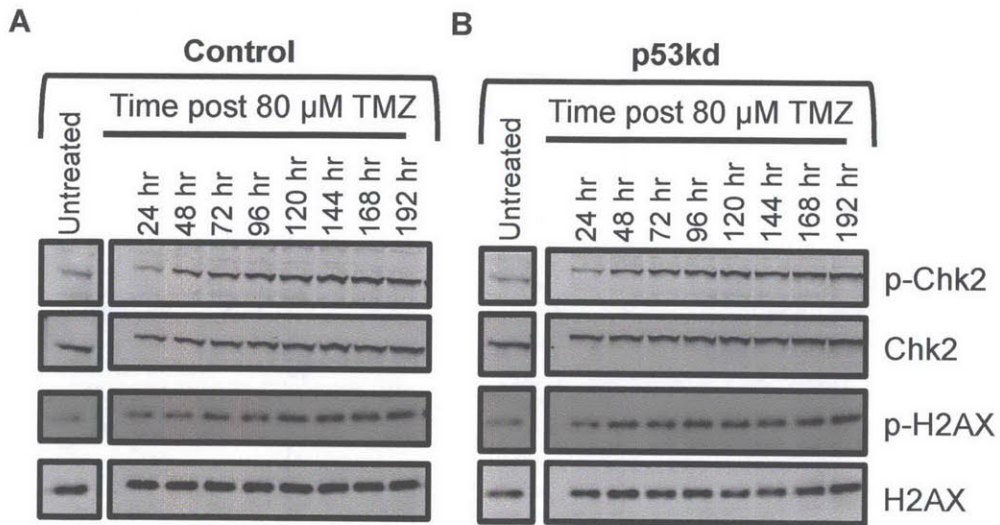 A
Control
Time post 80 µM TMZ
Untreated
24 hr
48 hr
72 hr
96 hr
120 hr
144 hr
168 hr
192 hr
B
p53kd
Time post 80 µM TMZ
Untreated
24 hr
48 hr
72 hr
96 hr
120 hr
144 hr
168 hr
192 hr
p-Chk2
Chk2
p-H2AX
H2AX